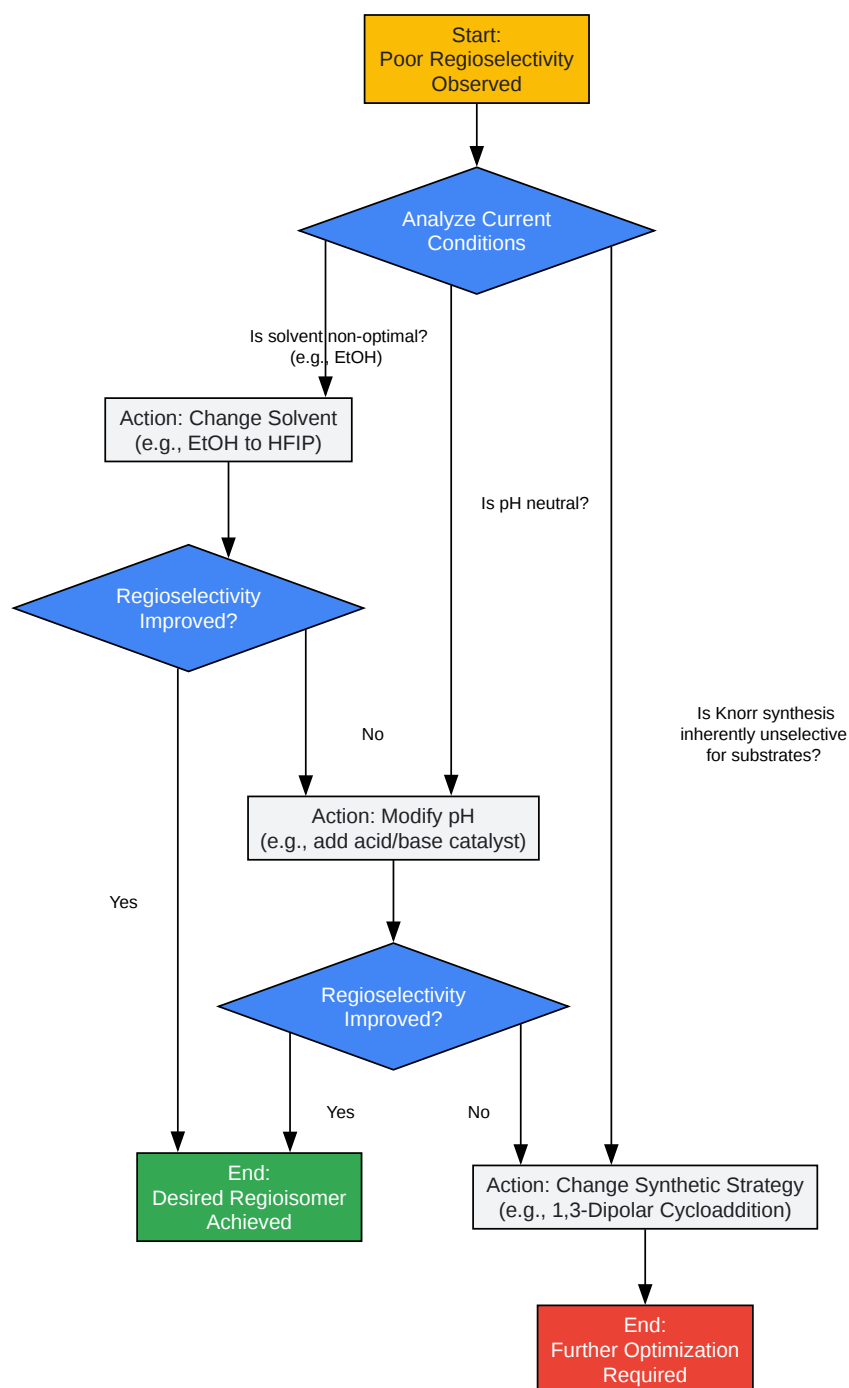 Start:
Poor Regioselectivity
Observed
Analyze Current
Conditions
Is solvent non-optimal?
(e.g., EtOH)
Action: Change Solvent
(e.g., EtOH to HFIP)
Is pH neutral?
Regioselectivity
Improved?
Is Knorr synthesis
inherently unselective
for substrates?
No
Action: Modify pH
(e.g., add acid/base catalyst)
Yes
Regioselectivity
Improved?
Yes
No
End:
Desired Regioisomer
Achieved
Action: Change Synthetic Strategy
(e.g., 1,3-Dipolar Cycloaddition)
End:
Further Optimization
Required